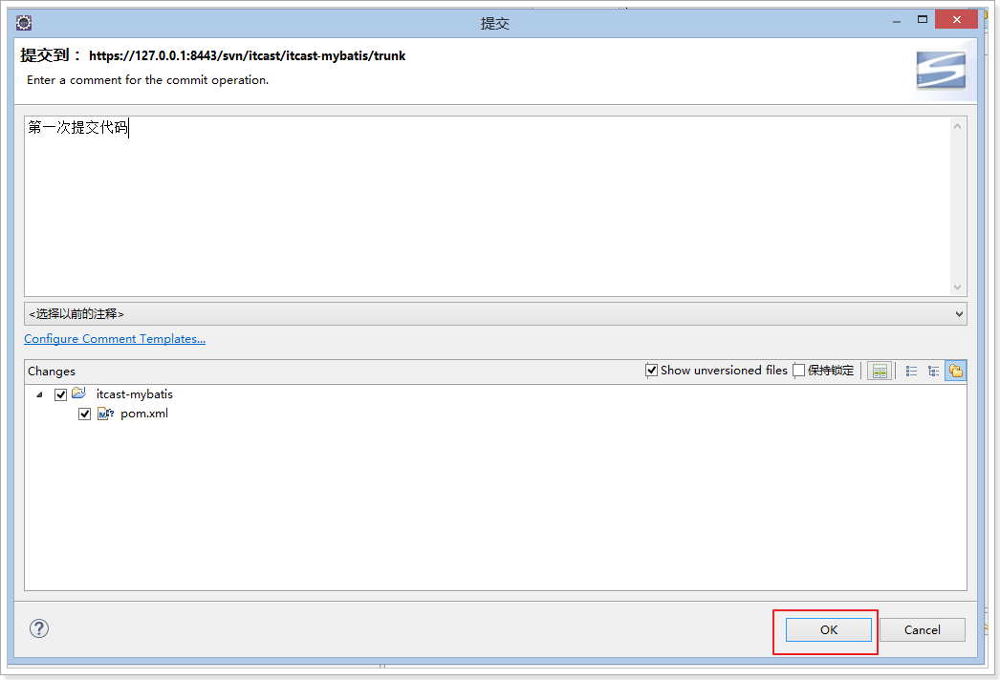 提交
提交到： https://127.0.0.1:8443/svn/itcast/itcast-mybatis/trunk
Enter a comment for the commit operation.
第一次提交代码
<选择以前的注释>
Configure Comment Templates...
Changes Show unversioned files 保持锁定
itcast-mybatis
pom.xml
OK Cancel